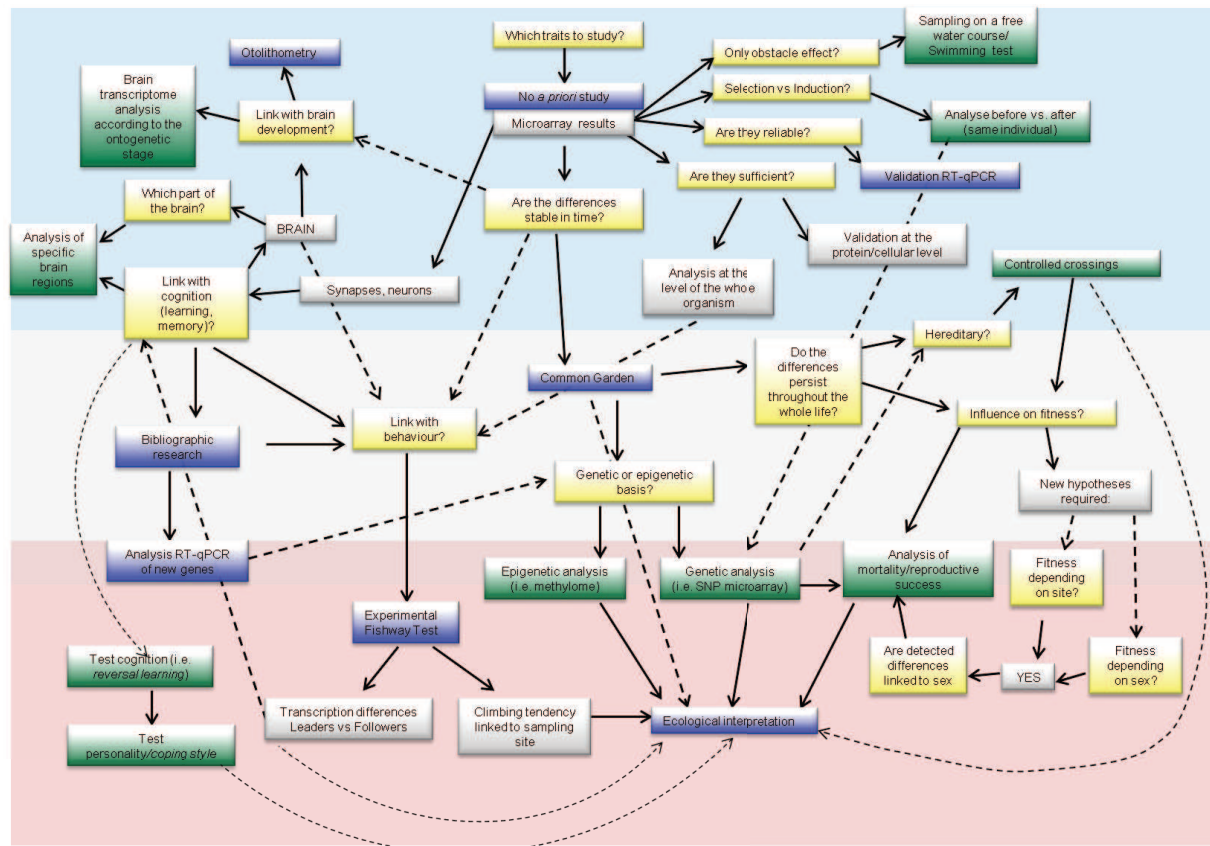 Which traits to study?
Sampling on a free
water course/
Swimming test
Otolithometry
Only obstacle effect?
Brain
transcriptome
analysis
according to the
ontogenetic
stage
Link with brain
development?
No a priori study
Microarray results
Selection vs Induction?
Are they reliable?
Analyse before vs. after
(same individual)
Are they sufficient?
Validation RT-qPCR
Which part of
the brain?
BRAIN
Are the differences
stable in time?
Analysis of
specific
brain
regions
Validation at the
protein/cellular level
Link with
cognition
(learning,
memory)?
Synapses, neurons
Analysis at the
level of the whole
organism
Controlled crossings
Hereditary?
Common Garden
Do the
differences
persist
throughout the
whole life?
Link with
behaviour?
Influence on fitness?
Bibliographic
research
Genetic or epigenetic
basis?
New hypotheses
required:
Analysis RT-qPCR
of new genes
Epigenetic analysis
(i.e. methylome)
Genetic analysis
(i.e. SNP microarray)
Analysis of
mortality/reproductive
success
Fitness
depending
on site?
Experimental
Fishway Test
Test cognition (i.e.
reversal learning)
Are detected
differences
linked to sex
YES
Fitness
depending
on sex?
Transcription differences
Leaders vs Followers
Climbing tendency
linked to sampling
site
Ecological interpretation
Test
personality/coping style